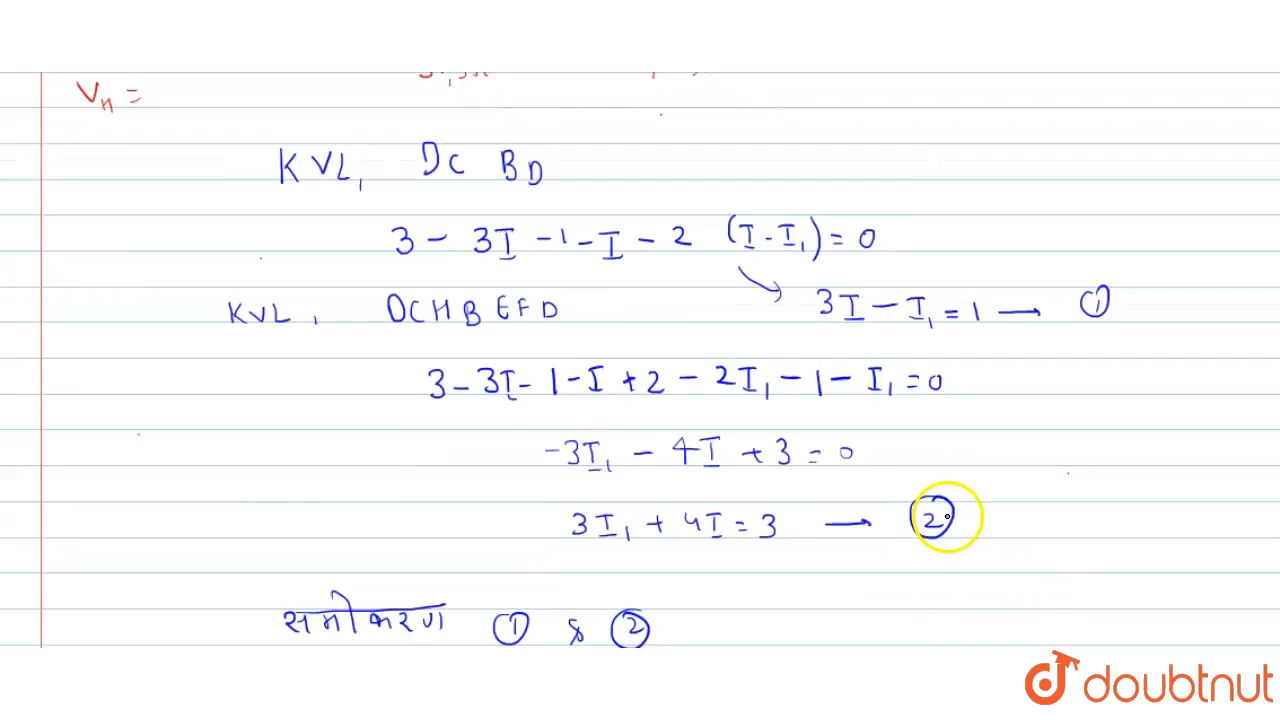 V_H =
KVL, DC BD
3 - 3I - 1 - I - 2 (I - I₁) = 0
3I - I₁ = 1 → ①
KVL, DCHBEFD
3 - 3I - 1 - I + 2 - 2I₁ - 1 - I₁ = 0
-3I₁ - 4I + 3 = 0
3I₁ + 4I = 3 → ②
समीकरण ① & ②
doubtnut